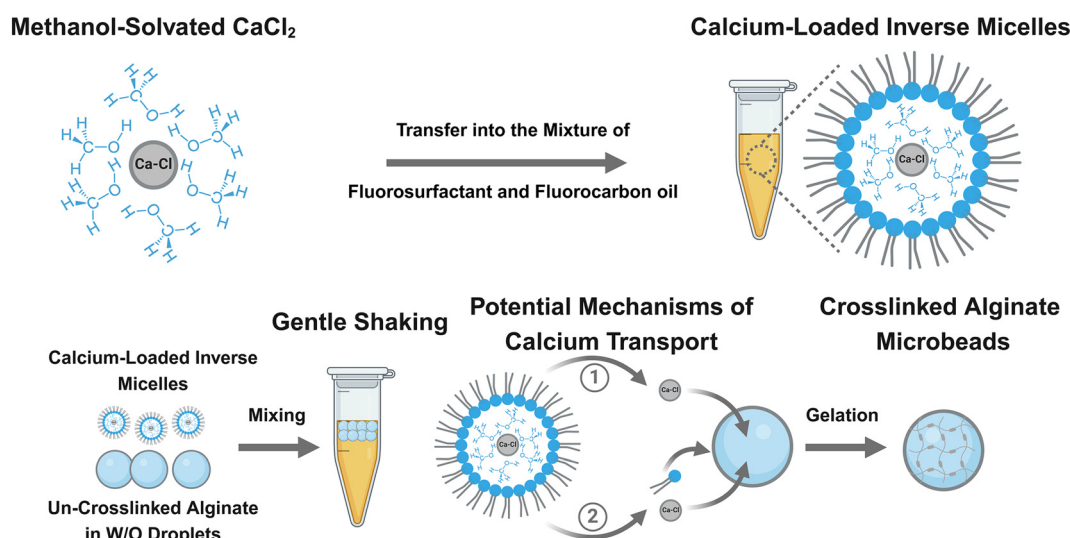 Methanol-Solvated CaCl₂
Calcium-Loaded Inverse Micelles
H H H C O H
H H H C O H
H O C H H H
Ca-Cl
H H H C O H
H O C H H H
H O C H H H
Transfer into the Mixture of
Fluorosurfactant and Fluorocarbon oil
Ca-Cl
Gentle Shaking
Potential Mechanisms of
Calcium Transport
Crosslinked Alginate
Microbeads
Calcium-Loaded Inverse
Micelles
Mixing
1
Ca-Cl
Ca-Cl
Gelation
Un-Crosslinked Alginate
in W/O Droplets
2
Ca-Cl